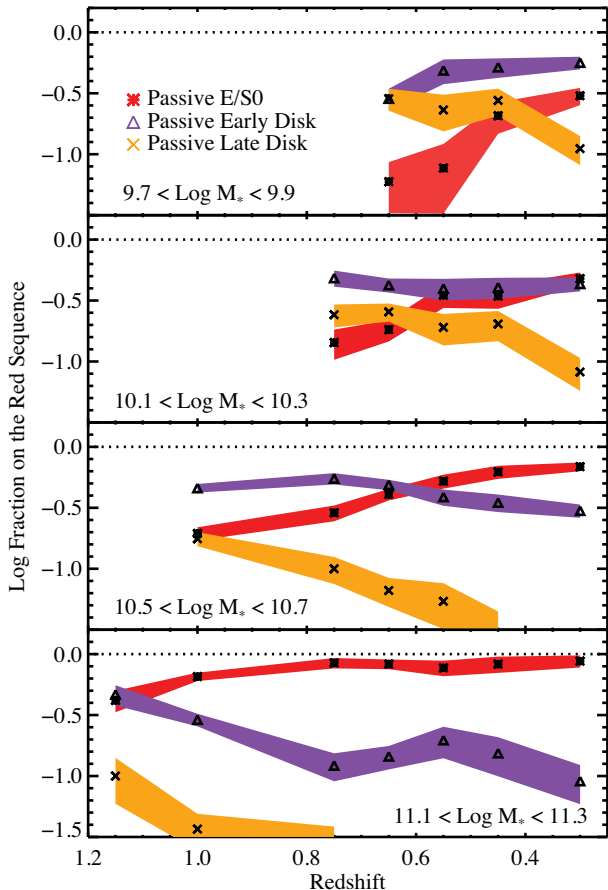 0.0
−0.5
−1.0
Passive E/S0
Passive Early Disk
Passive Late Disk
9.7 < Log M* < 9.9
0.0
−0.5
−1.0
10.1 < Log M* < 10.3
0.0
−0.5
−1.0
10.5 < Log M* < 10.7
0.0
−0.5
−1.0
−1.5
11.1 < Log M* < 11.3
Log Fraction on the Red Sequence
1.2 1.0 0.8 0.6 0.4
Redshift